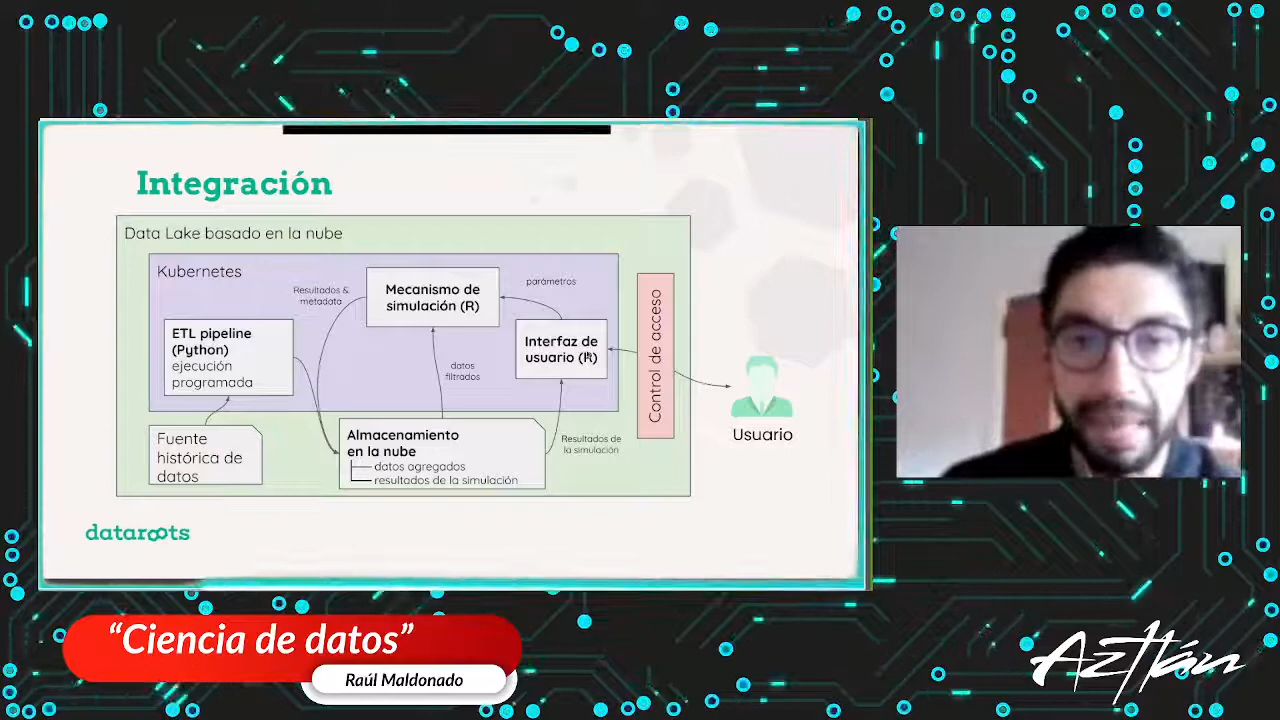 Integración
Data Lake basado en la nube
Kubernetes
Resultados &
metadata
Mecanismo de
simulación (R)
parámetros
ETL pipeline
(Python)
ejecución
programada
datos
filtrados
Interfaz de
usuario (R)
Control de acceso
Usuario
Fuente
histórica de
datos
Almacenamiento
en la nube
datos agregados
resultados de la simulación
Resultados de
la simulación
dataroots
“Ciencia de datos”
Raúl Maldonado
Aztlán